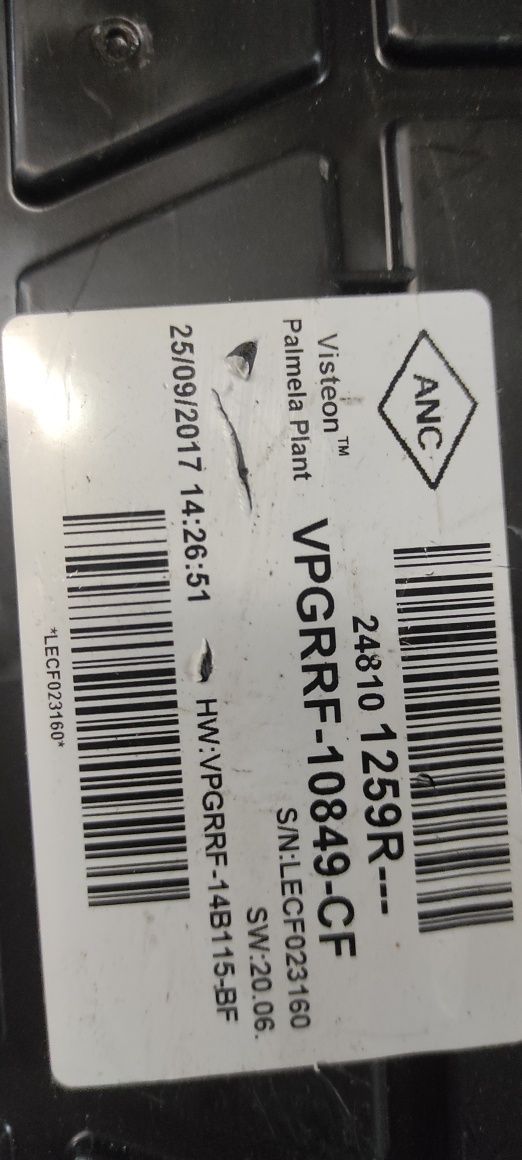 ANC
24810 1259R---
Visteon™
Palmela Plant
VPGRRF-10849-CF
S/N:LECF023160
SW:20.06.
25/09/2017 14:26:51
HW:VPGRRF-14B115-BF
*LECF023160*